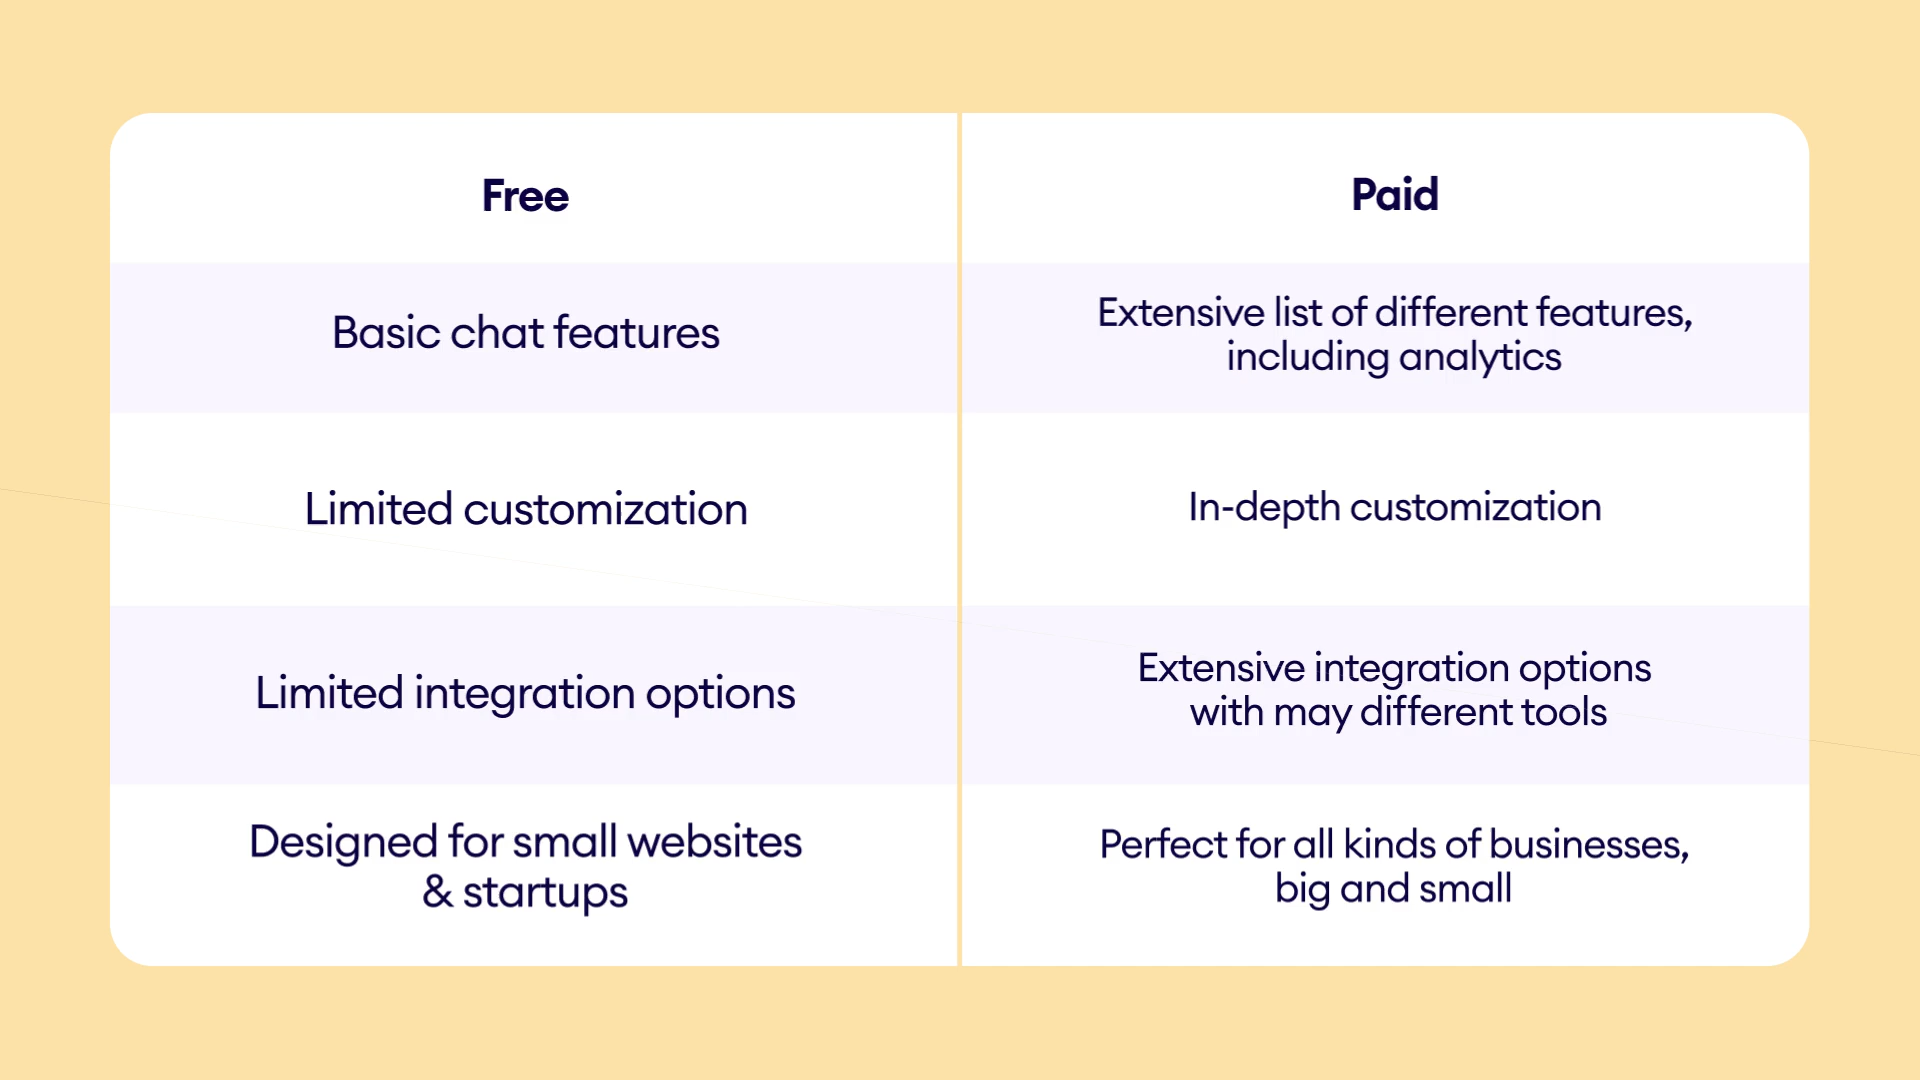 Free
Paid
Basic chat features
Extensive list of different features,
including analytics
Limited customization
In-depth customization
Limited integration options
Extensive integration options
with may different tools
Designed for small websites
& startups
Perfect for all kinds of businesses,
big and small